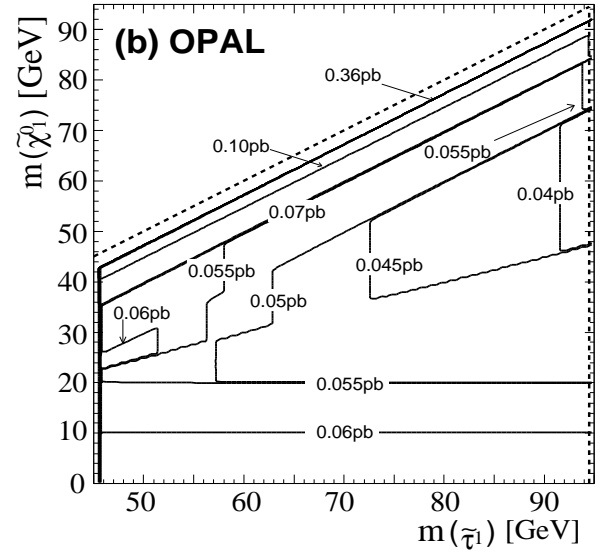 (b) OPAL
m(χ̃⁰₁) [GeV]
90
80
70
60
50
40
30
20
10
0
0.36pb
0.10pb
0.055pb
0.07pb
0.04pb
0.055pb
0.045pb
0.05pb
0.06pb
0.055pb
0.06pb
50 60 70 80 90
m(τ̃1) [GeV]